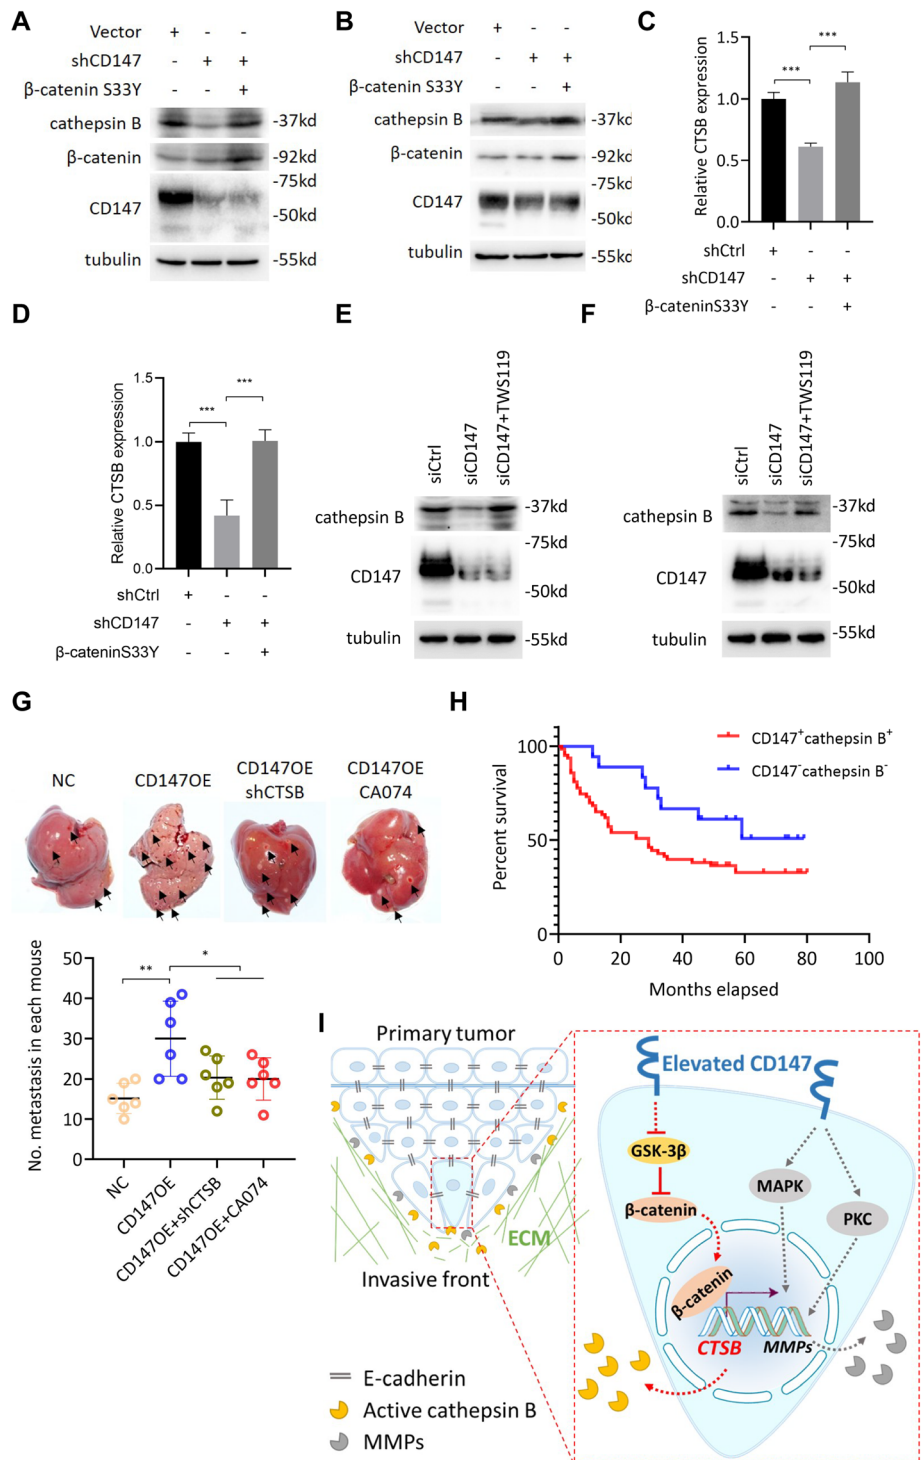 A
Vector + - -
shCD147 - + +
β-catenin S33Y - - +
cathepsin B -37kd
β-catenin -92kd
-75kd
CD147
-50kd
tubulin -55kd
B
Vector + - -
shCD147 - + +
β-catenin S33Y - - +
cathepsin B -37kd
β-catenin -92kd
-75kd
CD147
-50kd
tubulin -55kd
C
Relative CTSB expression
1.5
1.0
0.5
0.0
***
***
shCtrl + - -
shCD147 - + +
β-cateninS33Y - - +
D
Relative CTSB expression
1.5
1.0
0.5
0.0
***
***
shCtrl + - -
shCD147 - + +
β-cateninS33Y - - +
E
siCtrl
siCD147
siCD147+TWS119
cathepsin B -37kd
-75kd
CD147
-50kd
tubulin -55kd
F
siCtrl
siCD147
siCD147+TWS119
cathepsin B -37kd
-75kd
CD147
-50kd
tubulin -55kd
G
NC
CD147OE
CD147OE
shCTSB
CD147OE
CA074
No. metastasis in each mouse
50
40
30
20
10
0
**
*
NC
CD147OE
CD147OE+shCTSB
CD147OE+CA074
H
Percent survival
100
50
0
0 20 40 60 80 100
Months elapsed
CD147+cathepsin B+
CD147-cathepsin B-
I
Primary tumor
ECM
Invasive front
E-cadherin
Active cathepsin B
MMPs
Elevated CD147
GSK-3β
β-catenin
MAPK
PKC
β-catenin
CTSB
MMPs